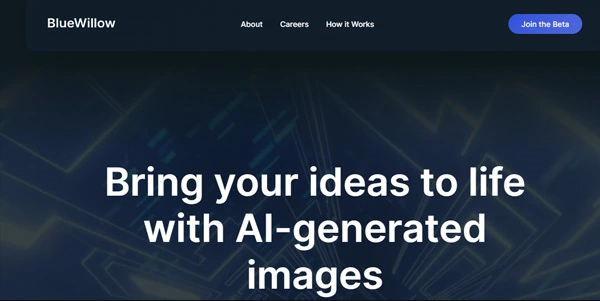 BlueWillow
About Careers How it Works
Join the Beta
Bring your ideas to life
with AI-generated
images